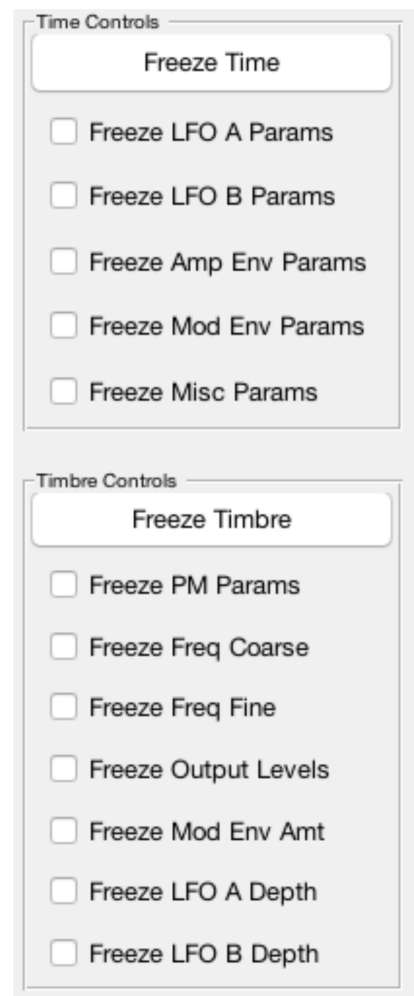 Time Controls
Freeze Time
Freeze LFO A Params
Freeze LFO B Params
Freeze Amp Env Params
Freeze Mod Env Params
Freeze Misc Params
Timbre Controls
Freeze Timbre
Freeze PM Params
Freeze Freq Coarse
Freeze Freq Fine
Freeze Output Levels
Freeze Mod Env Amt
Freeze LFO A Depth
Freeze LFO B Depth